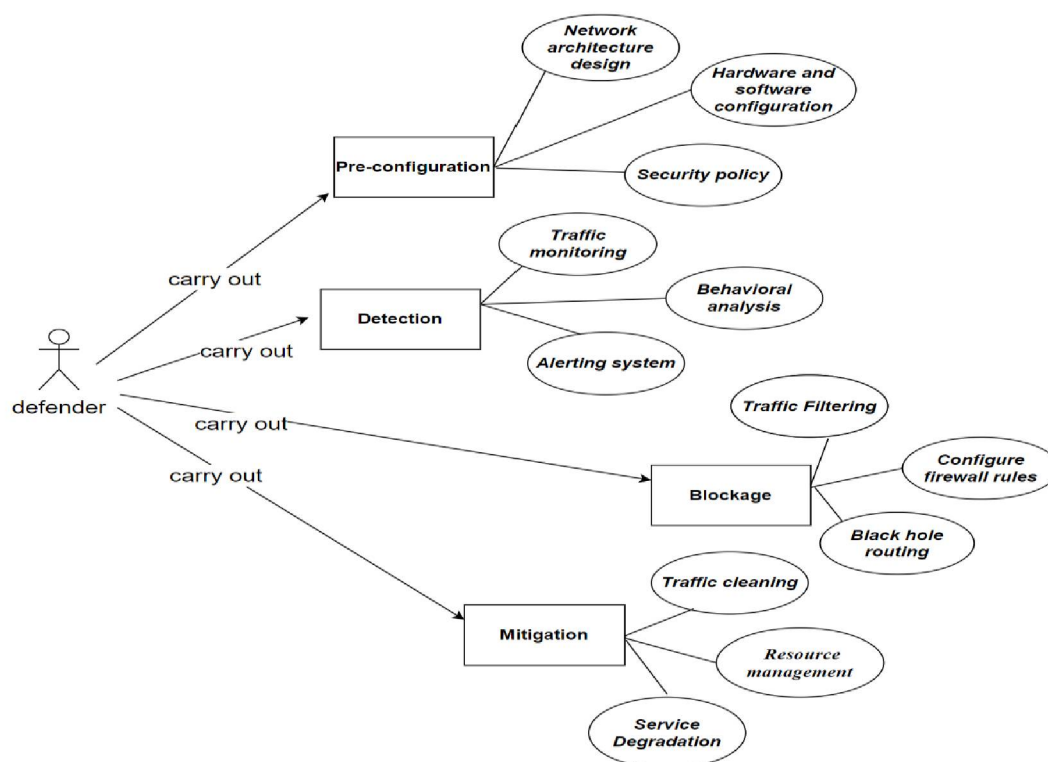 Network
architecture
design
Hardware and
software
configuration
Pre-configuration
Security policy
Traffic
monitoring
carry out
Behavioral
analysis
Detection
carry out
Alerting system
defender
Traffic Filtering
carry out
Configure
firewall rules
carry out
Blockage
Black hole
routing
Traffic cleaning
Mitigation
Resource
management
Service
Degradation